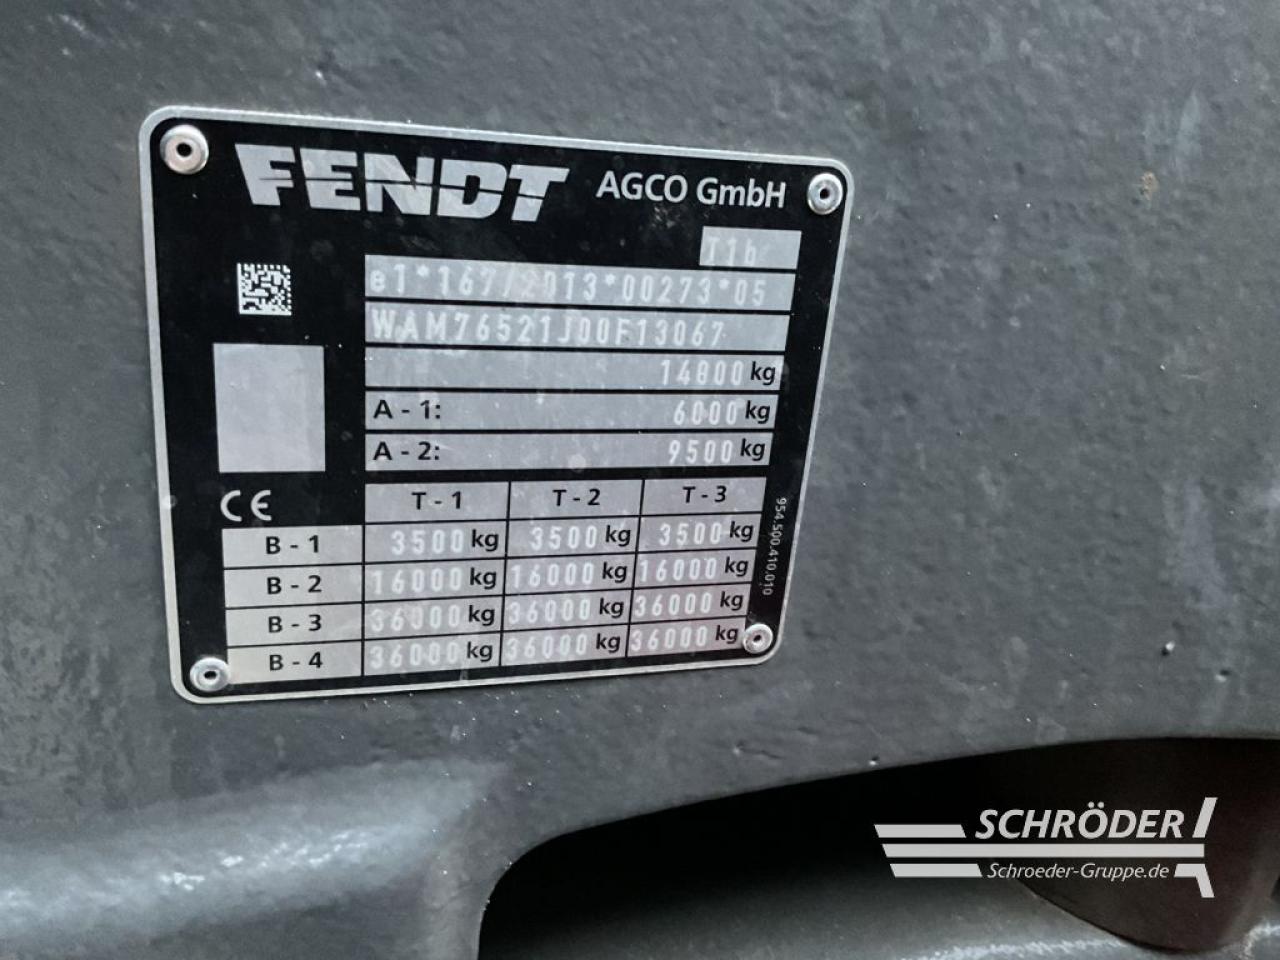 FENDT AGCO GmbH
T1b
e1*167/2013*00273*05
WAM76521J00F13067
14800 kg
A - 1: 6000 kg
A - 2: 9500 kg
T - 1 T - 2 T - 3
B - 1 3500 kg 3500 kg 3500 kg
B - 2 16000 kg 16000 kg 16000 kg
B - 3 36000 kg 36000 kg 36000 kg
B - 4 36000 kg 36000 kg 36000 kg
CE
954.500.410.010
SCHRÖDER
Schroeder-Gruppe.de